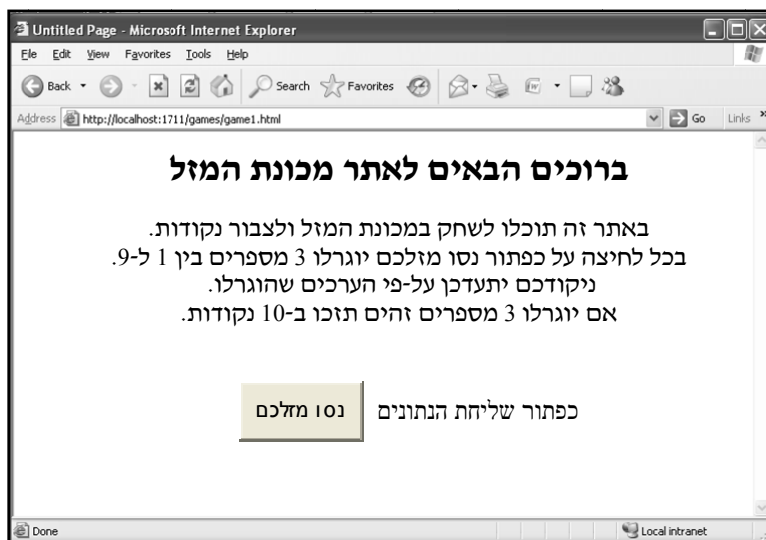 Untitled Page - Microsoft Internet Explorer
File Edit View Favorites Tools Help
Back Search Favorites
Address http://localhost:1711/games/game1.html Go Links »
ברוכים הבאים לאתר מכונת המזל
באתר זה תוכלו לשחק במכונת המזל ולצבור נקודות.
בכל לחיצה על כפתור נסו מזלכם יוגרלו 3 מספרים בין 1 ל-9.
ניקודכם יתעדכן על-פי הערכים שהוגרלו.
אם יוגרלו 3 מספרים זהים תזכו ב-10 נקודות.
כפתור שליחת הנתונים נסו מזלכם
Done Local intranet